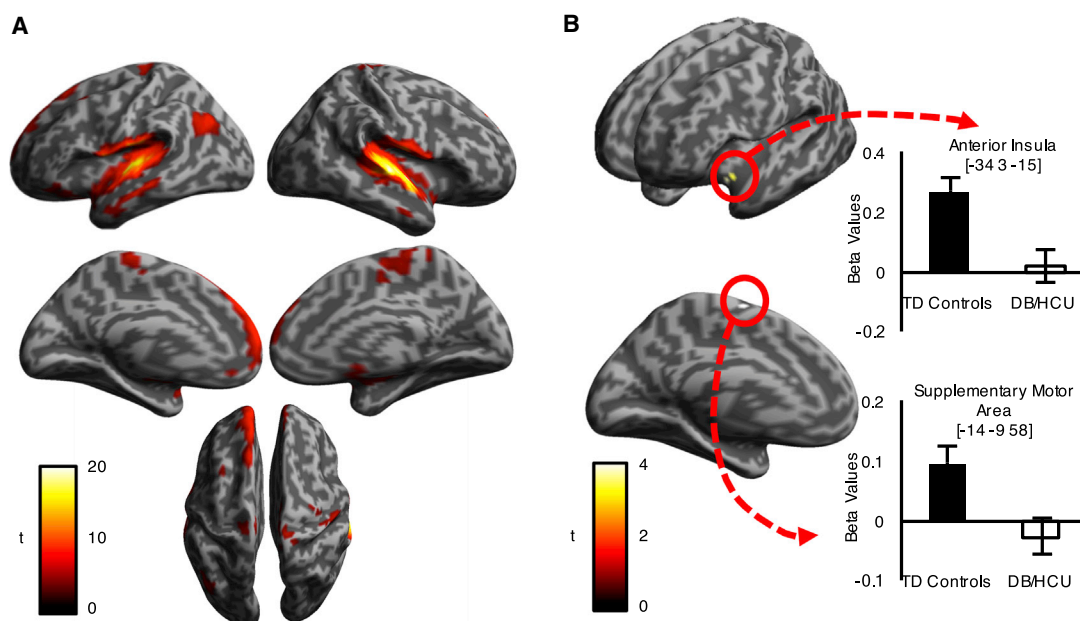 A
20
10
0
t
B
4
2
0
t
Anterior Insula
[-34 3 -15]
0.4
0.2
0
-0.2
Beta Values
TD Controls
DB/HCU
Supplementary Motor
Area
[-14 -9 58]
0.2
0.1
0
-0.1
Beta Values
TD Controls
DB/HCU